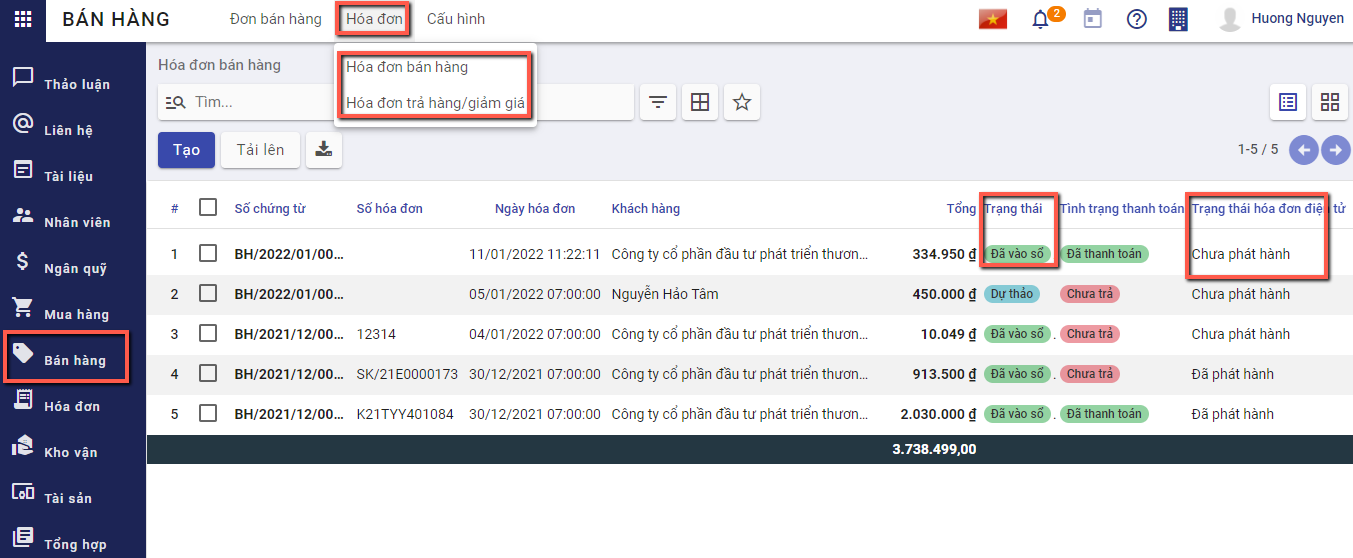 BÁN HÀNG Đơn bán hàng Hóa đơn Cấu hình 2 Huong Nguyen
Hóa đơn bán hàng
Hóa đơn trả hàng/giảm giá
Hóa đơn bán hàng
Tìm...
Tạo Tải lên 1-5 / 5
Thảo luận
Liên hệ
Tài liệu
Nhân viên
Ngân quỹ
Mua hàng
Bán hàng
Hóa đơn
Kho vận
Tài sản
Tổng hợp
# Số chứng từ Số hóa đơn Ngày hóa đơn Khách hàng Tổng Trạng thái Tình trạng thanh toán Trạng thái hóa đơn điện tử
1 BH/2022/01/00... 11/01/2022 11:22:11 Công ty cổ phần đầu tư phát triển thươn... 334.950 ₫ Đã vào sổ Đã thanh toán Chưa phát hành
2 BH/2022/01/00... 05/01/2022 07:00:00 Nguyễn Hảo Tâm 450.000 ₫ Dự thảo Chưa trả Chưa phát hành
3 BH/2021/12/00... 12314 04/01/2022 07:00:00 Công ty cổ phần đầu tư phát triển thươn... 10.049 ₫ Đã vào sổ . Chưa trả Chưa phát hành
4 BH/2021/12/00... SK/21E0000173 30/12/2021 07:00:00 Công ty cổ phần đầu tư phát triển thươn... 913.500 ₫ Đã vào sổ . Chưa trả Đã phát hành
5 BH/2021/12/00... K21TYY401084 30/12/2021 07:00:00 Công ty cổ phần đầu tư phát triển thươn... 2.030.000 ₫ Đã vào sổ . Đã thanh toán Đã phát hành
3.738.499,00